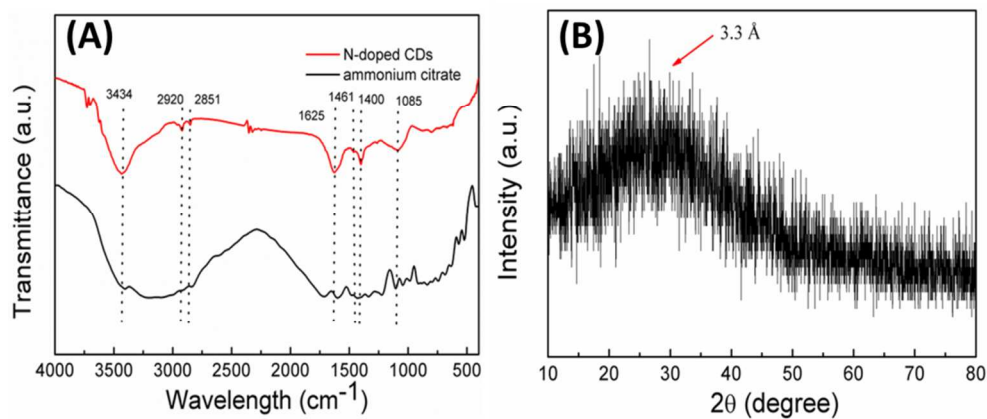 (A)
N-doped CDs
ammonium citrate
3434
2920
2851
1625
1461
1400
1085
Transmittance (a.u.)
4000 3500 3000 2500 2000 1500 1000 500
Wavelength (cm-1)
(B)
3.3 Å
Intensity (a.u.)
10 20 30 40 50 60 70 80
2θ (degree)